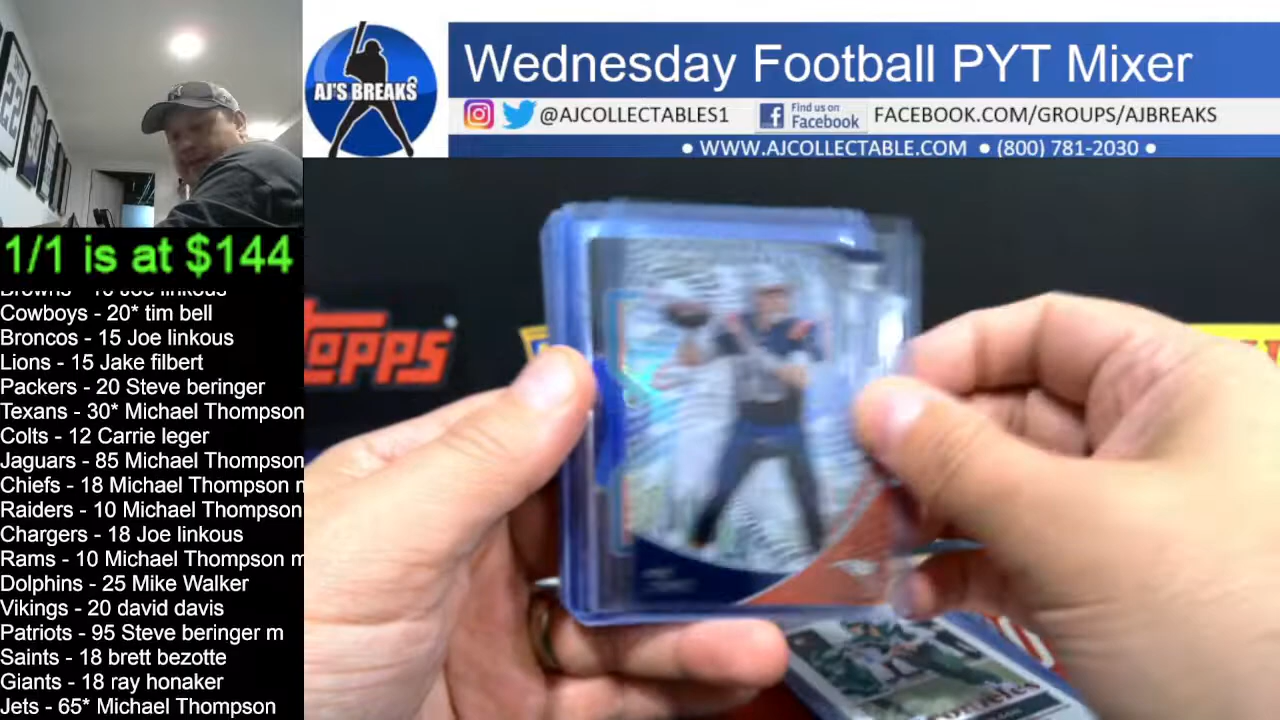 Wednesday Football PYT Mixer
AJ'S BREAKS
@AJCOLLECTABLES1
Find us on
Facebook
FACEBOOK.COM/GROUPS/AJBREAKS
• WWW.AJCOLLECTABLE.COM • (800) 781-2030 •
1/1 is at $144
Browns - 10 Joe linkous
Cowboys - 20* tim bell
Broncos - 15 Joe linkous
Lions - 15 Jake filbert
Packers - 20 Steve beringer
Texans - 30* Michael Thompson
Colts - 12 Carrie leger
Jaguars - 85 Michael Thompson
Chiefs - 18 Michael Thompson m
Raiders - 10 Michael Thompson
Chargers - 18 Joe linkous
Rams - 10 Michael Thompson m
Dolphins - 25 Mike Walker
Vikings - 20 david davis
Patriots - 95 Steve beringer m
Saints - 18 brett bezotte
Giants - 18 ray honaker
Jets - 65* Michael Thompson
TOPPS